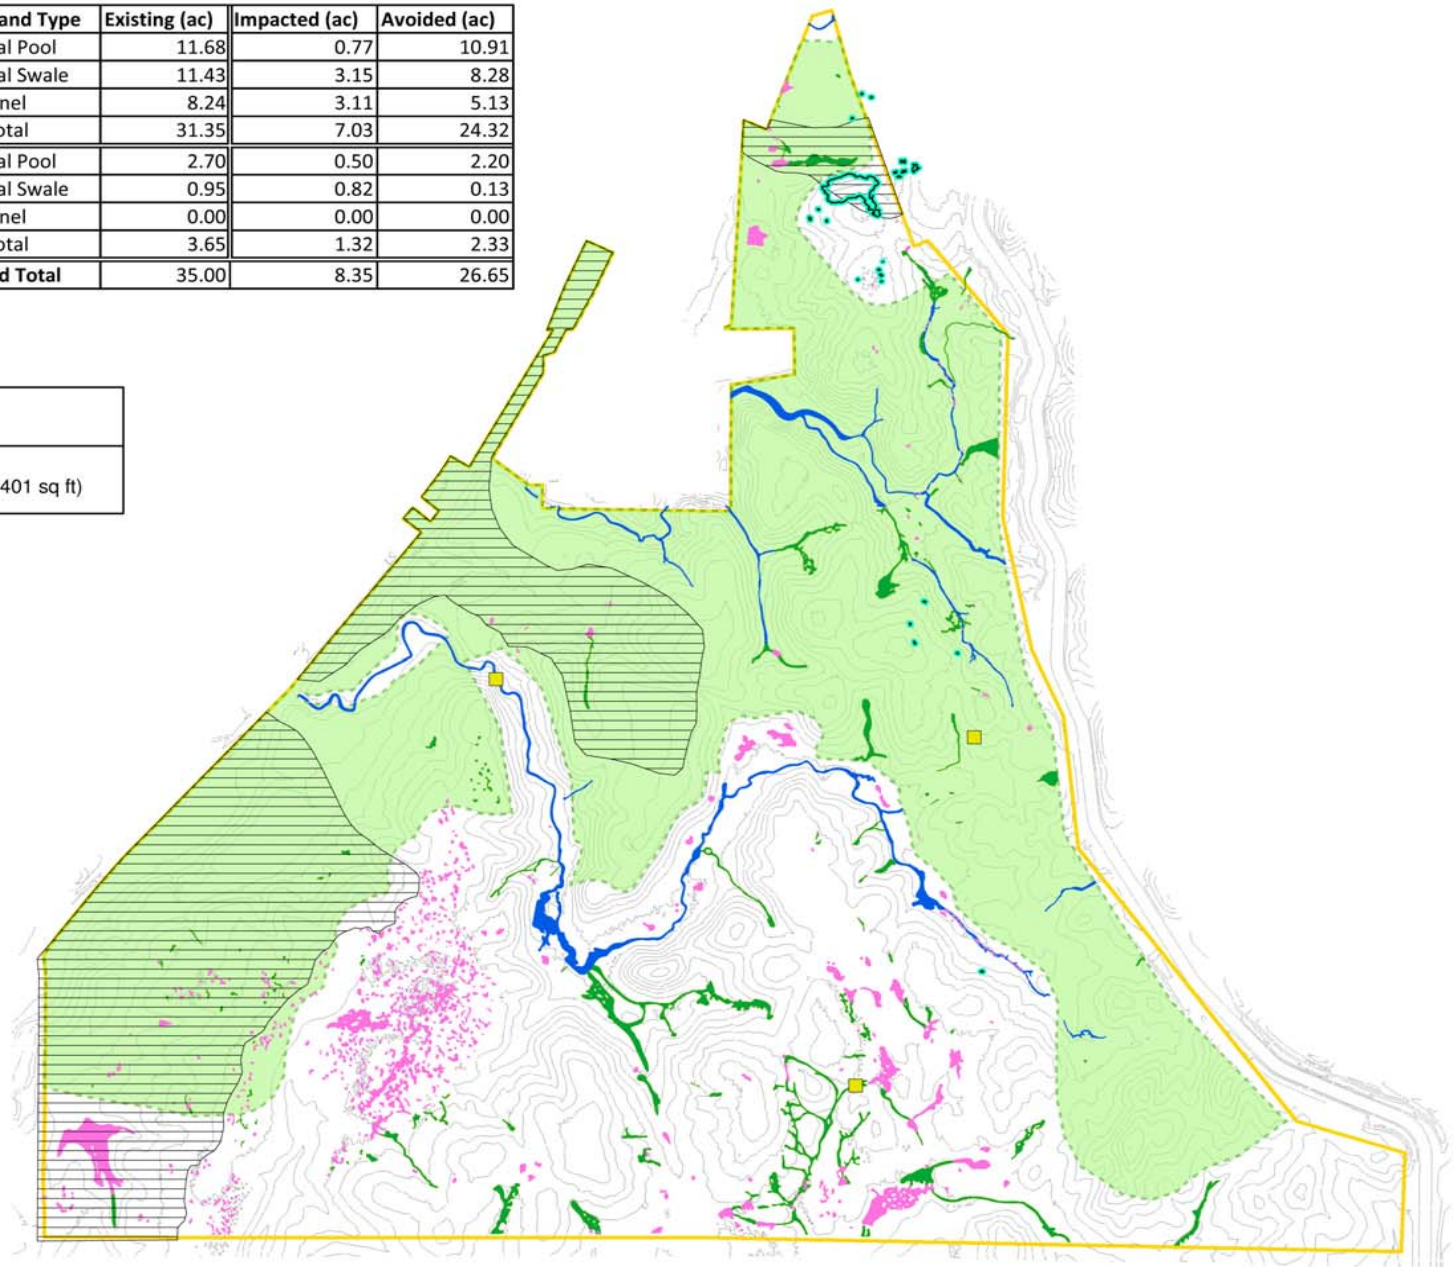 and Type Existing (ac) Impacted (ac) Avoided (ac)
al Pool 11.68 0.77 10.91
al Swale 11.43 3.15 8.28
nel 8.24 3.11 5.13
otal 31.35 7.03 24.32
al Pool 2.70 0.50 2.20
al Swale 0.95 0.82 0.13
nel 0.00 0.00 0.00
otal 3.65 1.32 2.33
d Total 35.00 8.35 26.65
401 sq ft)